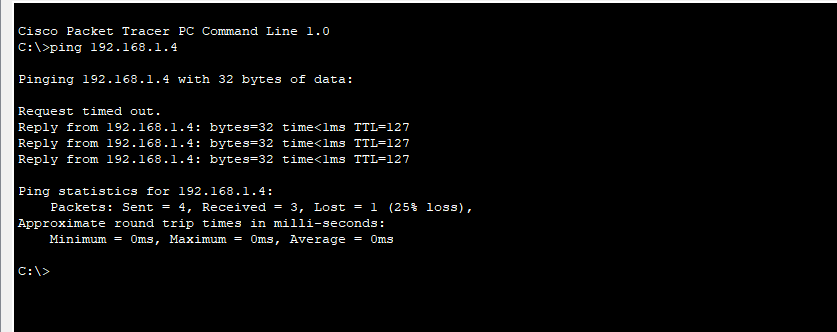 Cisco Packet Tracer PC Command Line 1.0
C:\>ping 192.168.1.4
Pinging 192.168.1.4 with 32 bytes of data:
Request timed out.
Reply from 192.168.1.4: bytes=32 time<1ms TTL=127
Reply from 192.168.1.4: bytes=32 time<1ms TTL=127
Reply from 192.168.1.4: bytes=32 time<1ms TTL=127
Ping statistics for 192.168.1.4:
Packets: Sent = 4, Received = 3, Lost = 1 (25% loss),
Approximate round trip times in milli-seconds:
Minimum = 0ms, Maximum = 0ms, Average = 0ms
C:\>